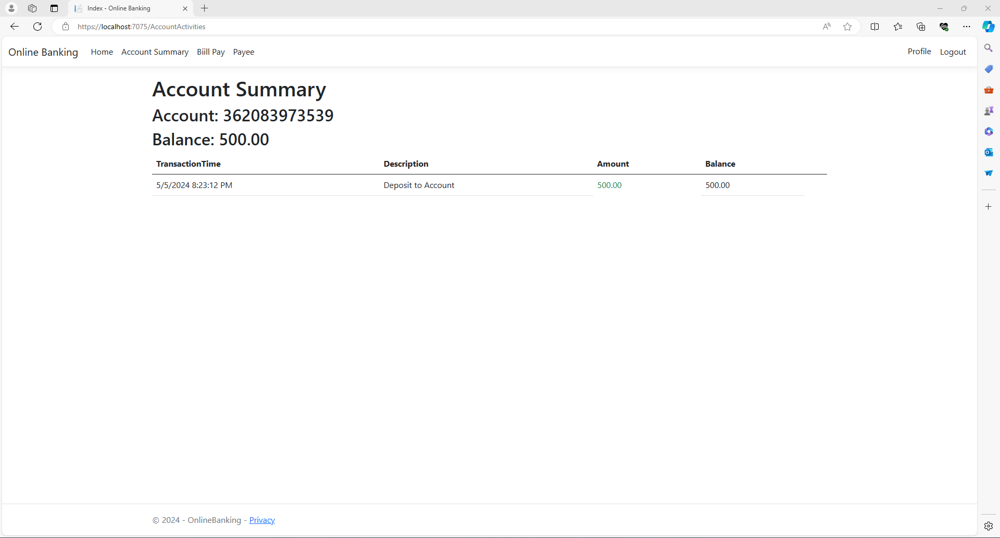 Index - Online Banking
https://localhost:7075/AccountActivities
Online Banking Home Account Summary Biill Pay Payee Profile Logout
Account Summary
Account: 362083973539
Balance: 500.00
TransactionTime Description Amount Balance
5/5/2024 8:23:12 PM Deposit to Account 500.00 500.00
© 2024 - OnlineBanking - Privacy